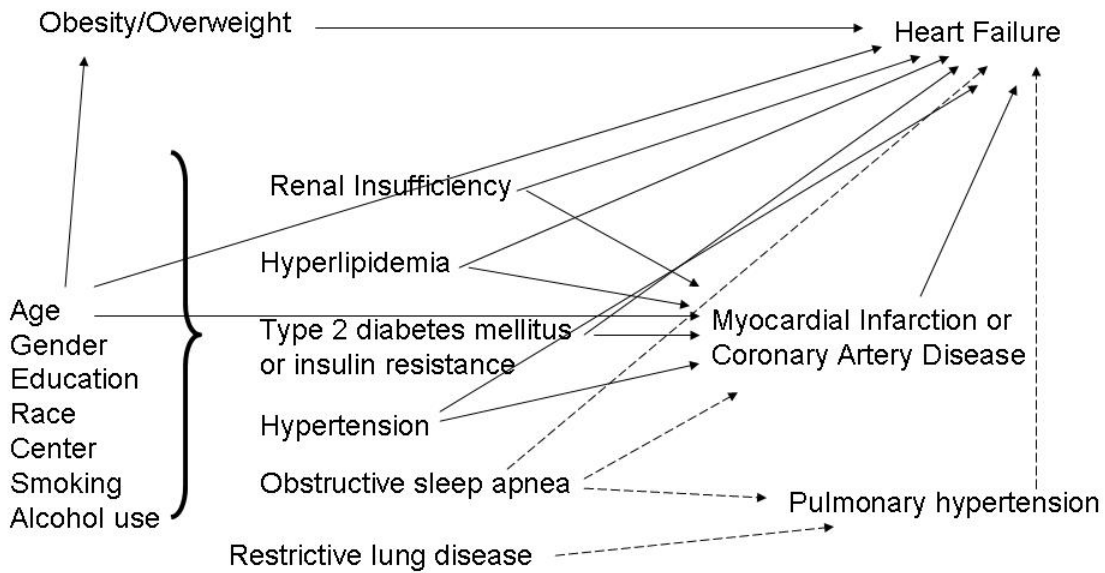 Obesity/Overweight
Heart Failure
Renal Insufficiency
Hyperlipidemia
Age
Gender
Education
Race
Center
Smoking
Alcohol use
Type 2 diabetes mellitus
or insulin resistance
Myocardial Infarction or
Coronary Artery Disease
Hypertension
Obstructive sleep apnea
Pulmonary hypertension
Restrictive lung disease